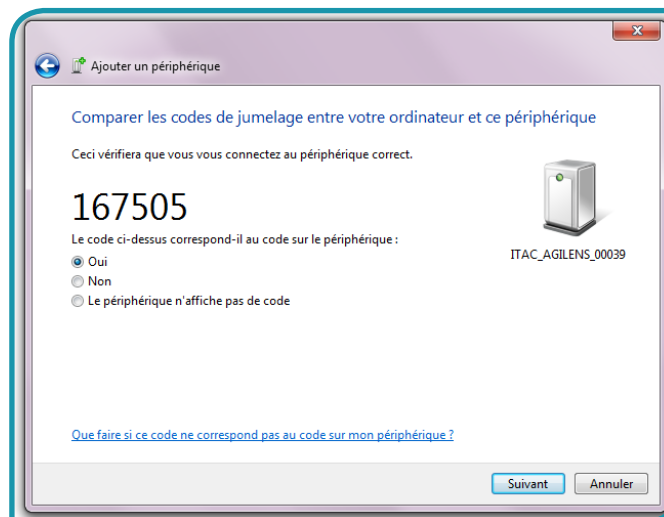 Ajouter un périphérique
Comparer les codes de jumelage entre votre ordinateur et ce périphérique
Ceci vérifiera que vous vous connectez au périphérique correct.
167505
Le code ci-dessus correspond-il au code sur le périphérique :
Oui
Non
Le périphérique n'affiche pas de code
ITAC_AGILENS_00039
Que faire si ce code ne correspond pas au code sur mon périphérique ?
Suivant
Annuler